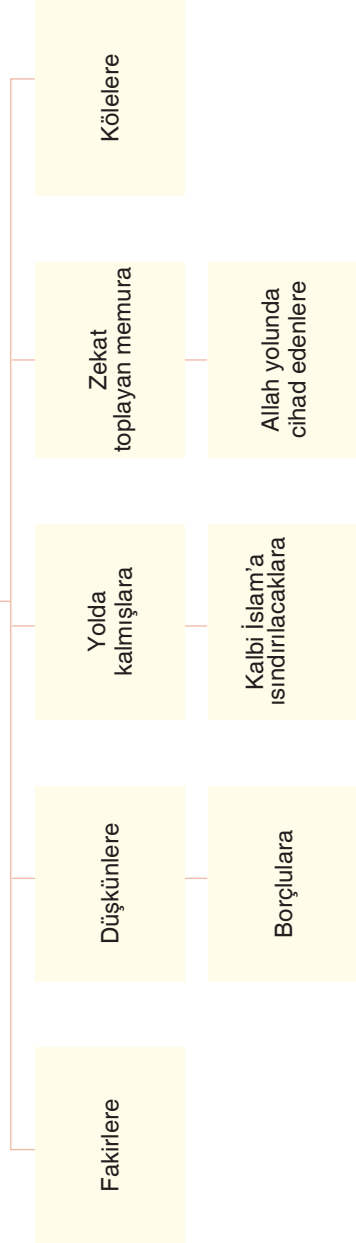 Fakirlere
Düşkünlere
Yolda
kalmışlara
Zekat
toplayan memura
Kölelere
Borçlulara
Kalbi İslam’a
ısındırılacaklara
Allah yolunda
cihad edenlere